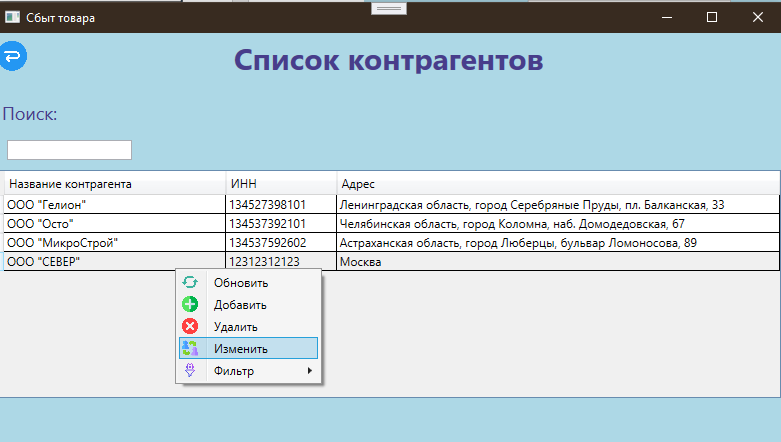 Сбыт товара
Список контрагентов
Поиск:
Название контрагента ИНН Адрес
ООО "Гелион" 134527398101 Ленинградская область, город Серебряные Пруды, пл. Балканская, 33
ООО "Осто" 134537392101 Челябинская область, город Коломна, наб. Домодедовская, 67
ООО "МикроСтрой" 134537592602 Астраханская область, город Люберцы, бульвар Ломоносова, 89
ООО "СЕВЕР" 12312312123 Москва
Обновить
Добавить
Удалить
Изменить
Фильтр